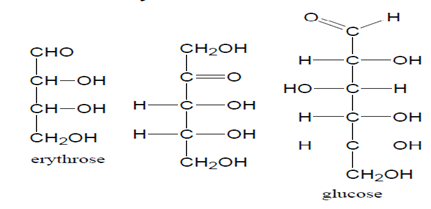 CHO
CH—OH
CH—OH
CH₂OH
erythrose
CH₂OH
C=O
H—C—OH
H—C—OH
CH₂OH
O H
C
H—C—OH
HO—C—H
H—C—OH
H C OH
CH₂OH
glucose